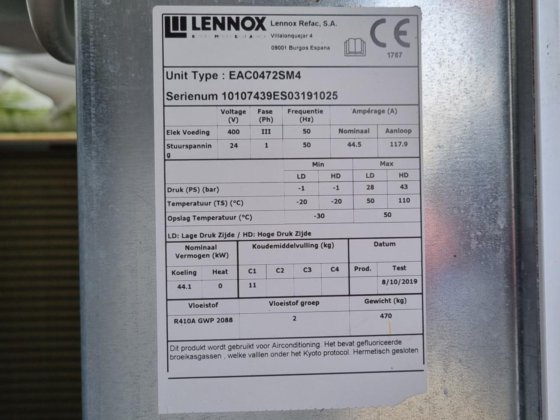 LENNOX
EMEA
Lennox Refac, S.A.
Villalonquejar 4
09001 Burgos Espana
CE
1767
Unit Type : EAC0472SM4
Serienum 10107439ES03191025
Voltage (V) Fase (Ph) Frequentie (Hz) Ampérage (A)
Elek Voeding 400 III 50 Nominaal Aanloop
Stuurspannin g 24 1 50 44.5 117.9
Min Max
LD HD LD HD
Druk (PS) (bar) -1 -1 28 43
Temperatuur (TS) (°C) -20 -20 50 110
Opslag Temperatuur (°C) -30 50
LD: Lage Druk Zijde / HD: Hoge Druk Zijde
Nominaal Vermogen (kW) Koudemiddelvulling (kg) Datum
Koeling Heat C1 C2 C3 C4 Prod. Test
44.1 0 11 8/10/2019
Vloeistof Vloeistof groep Gewicht (kg)
R410A GWP 2088 2 470
Dit produkt wordt gebruikt voor Airconditioning. Het bevat gefluoriceerde
broeikasgassen , welke vallen onder het Kyoto protocol. Hermetisch gesloten